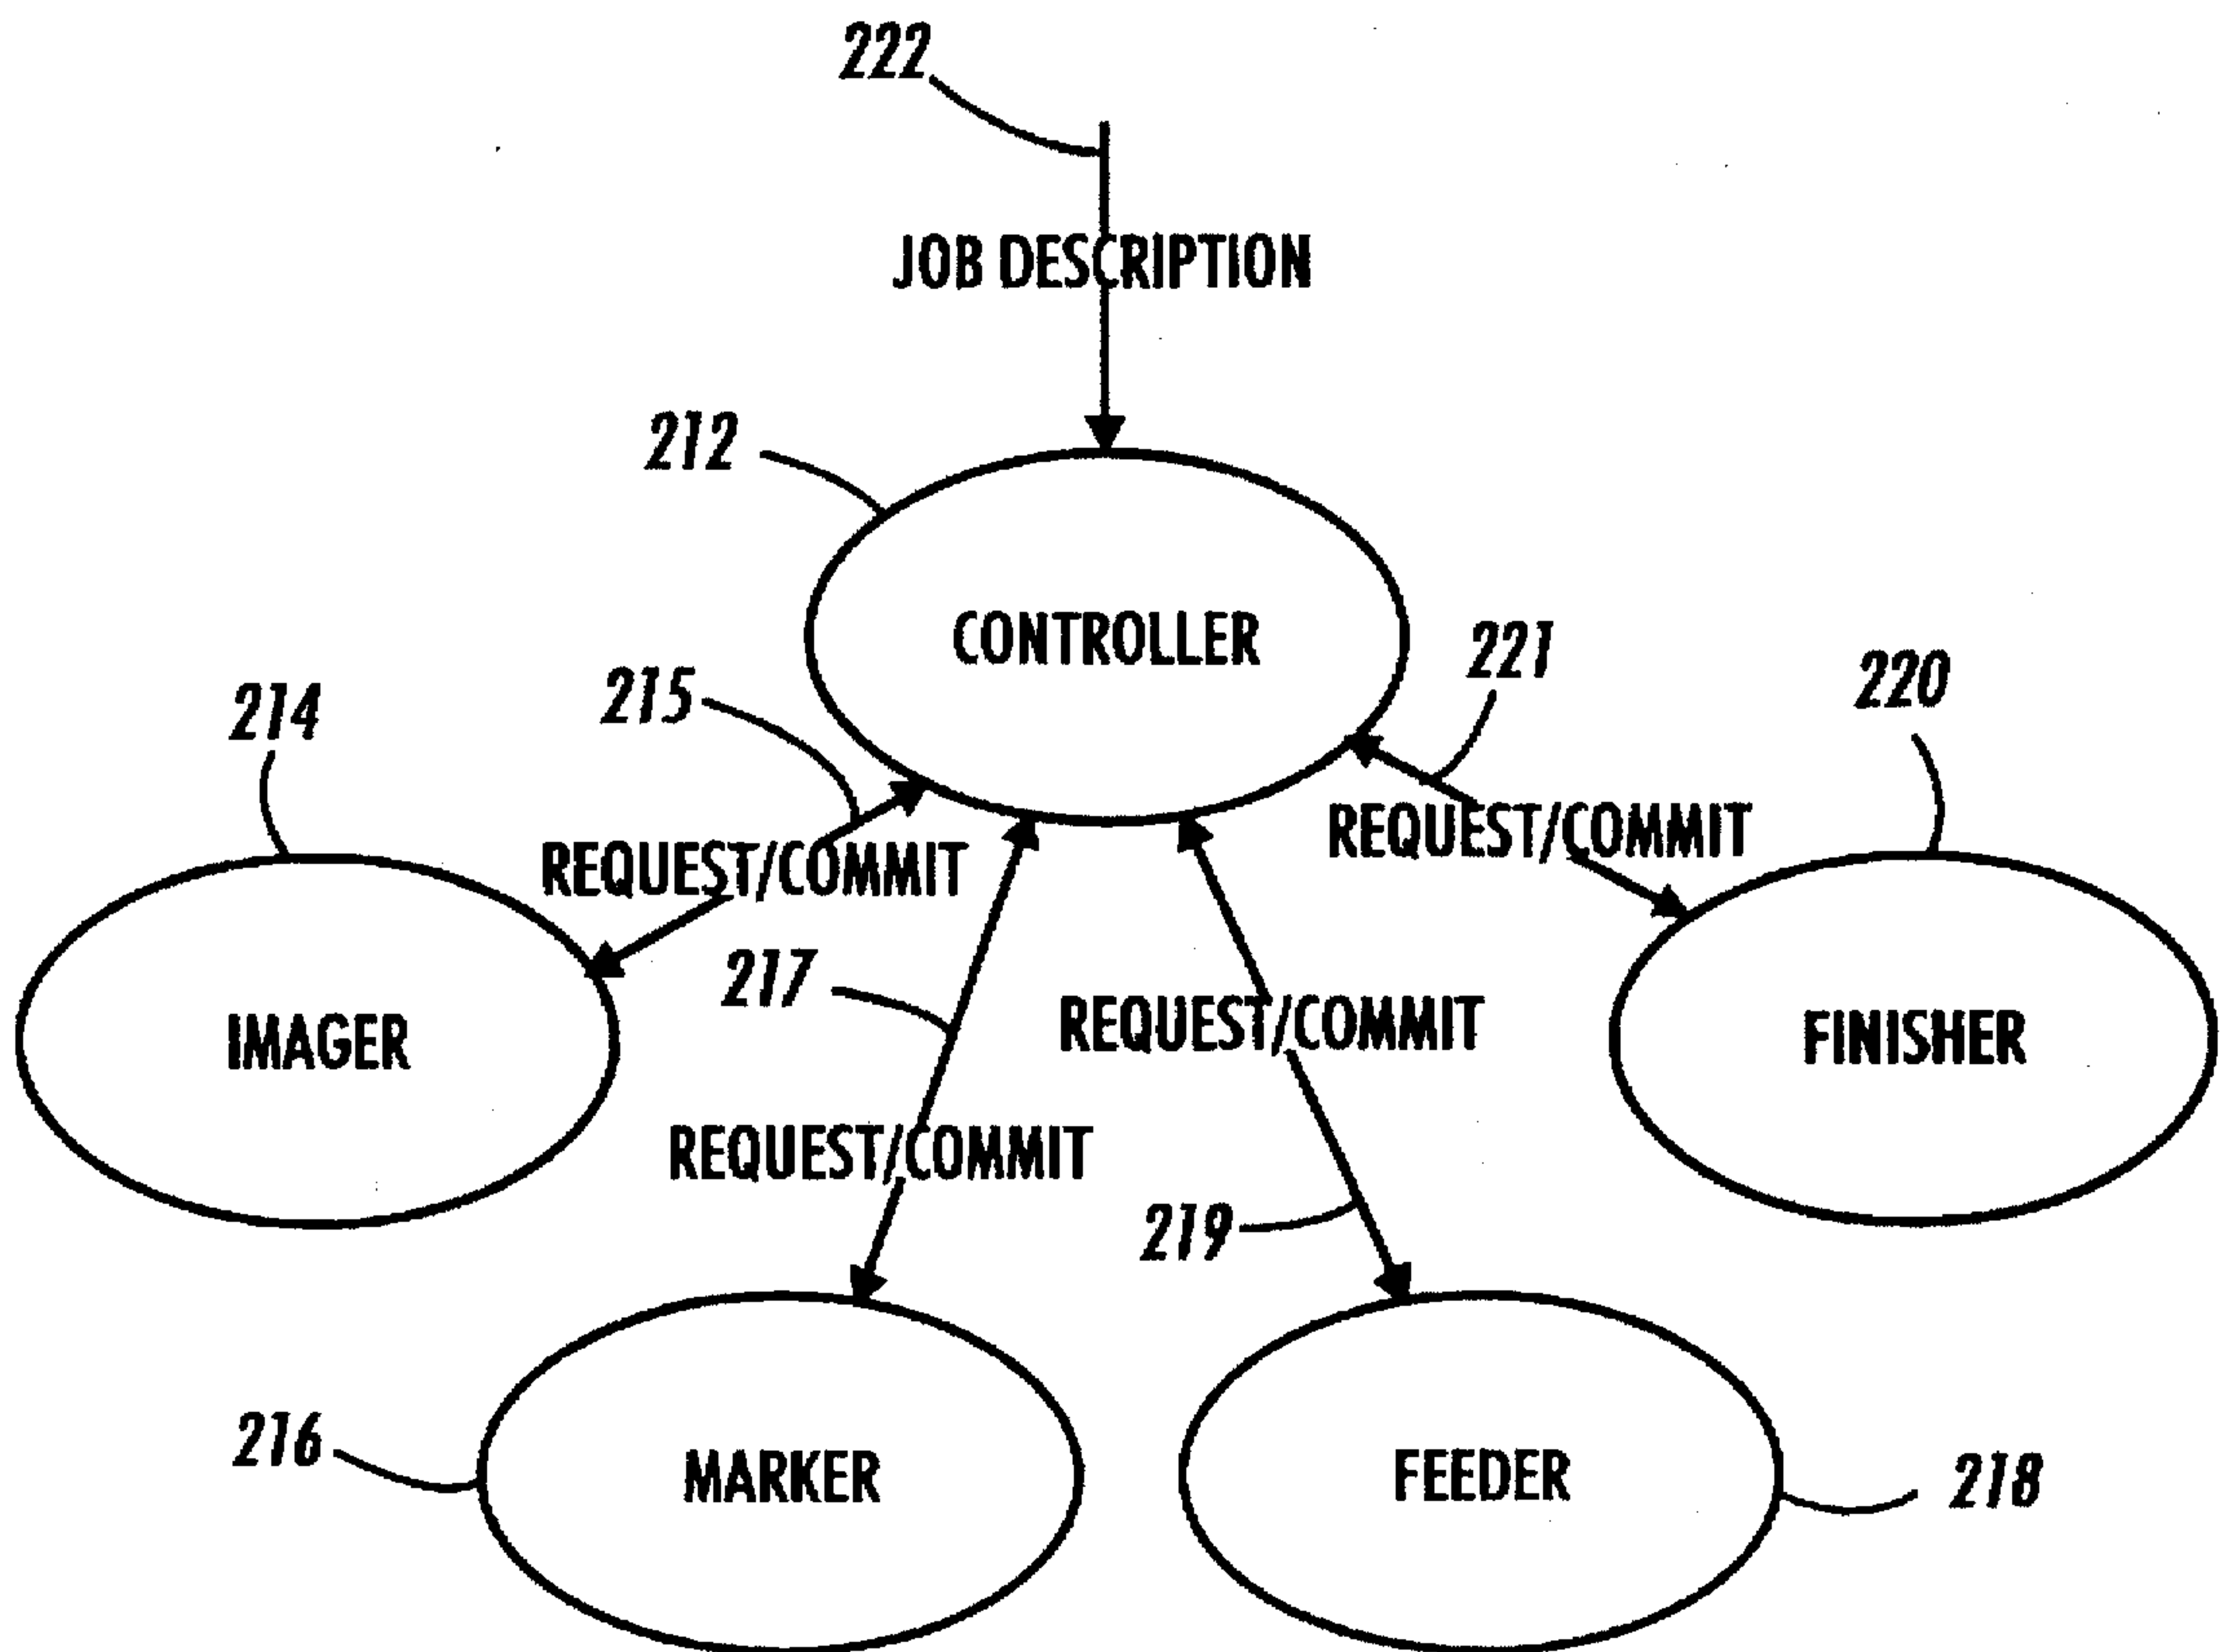 222
JOB DESCRIPTION
212
CONTROLLER
215
221
214
220
REQUEST/COMMIT
REQUEST/COMMIT
217
REQUEST/COMMIT
IMAGER
FINISHER
REQUEST/COMMIT
219
216
MARKER
FEEDER
218